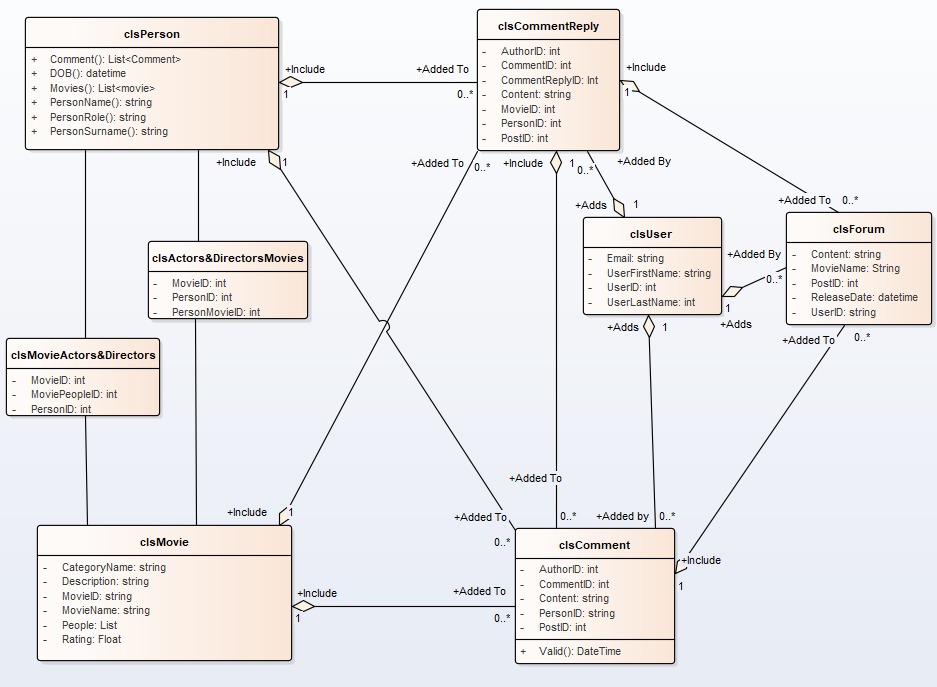 clsPerson
+ Comment(): List<Comment>
+ DOB(): datetime
+ Movies(): List<movie>
+ PersonName(): string
+ PersonRole(): string
+ PersonSurname(): string
clsCommentReply
- AuthorID: int
- CommentID: int
- CommentReplyID: Int
- Content: string
- MovieID: int
- PersonID: int
- PostID: int
+Include
1
+Added To
0..*
+Include
1
+Include
1
+Added To
0..*
+Include
1
0..*
+Added By
+Adds
1
+Added To
0..*
clsActors&DirectorsMovies
- MovieID: int
- PersonID: int
- PersonMovieID: int
clsUser
- Email: string
- UserFirstName: string
- UserID: int
- UserLastName: int
+Added By
0..*
1
+Adds
clsForum
- Content: string
- MovieName: String
- PostID: int
- ReleaseDate: datetime
- UserID: string
+Adds
1
+Added To
0..*
clsMovieActors&Directors
- MovieID: int
- MoviePeopleID: int
- PersonID: int
+Added To
0..*
+Include
1
+Added To
0..*
+Added by
0..*
clsMovie
- CategoryName: string
- Description: string
- MovieID: string
- MovieName: string
- People: List
- Rating: Float
+Include
1
+Added To
0..*
clsComment
- AuthorID: int
- CommentID: int
- Content: string
- PersonID: string
- PostID: int
+ Valid(): DateTime
+Include
1